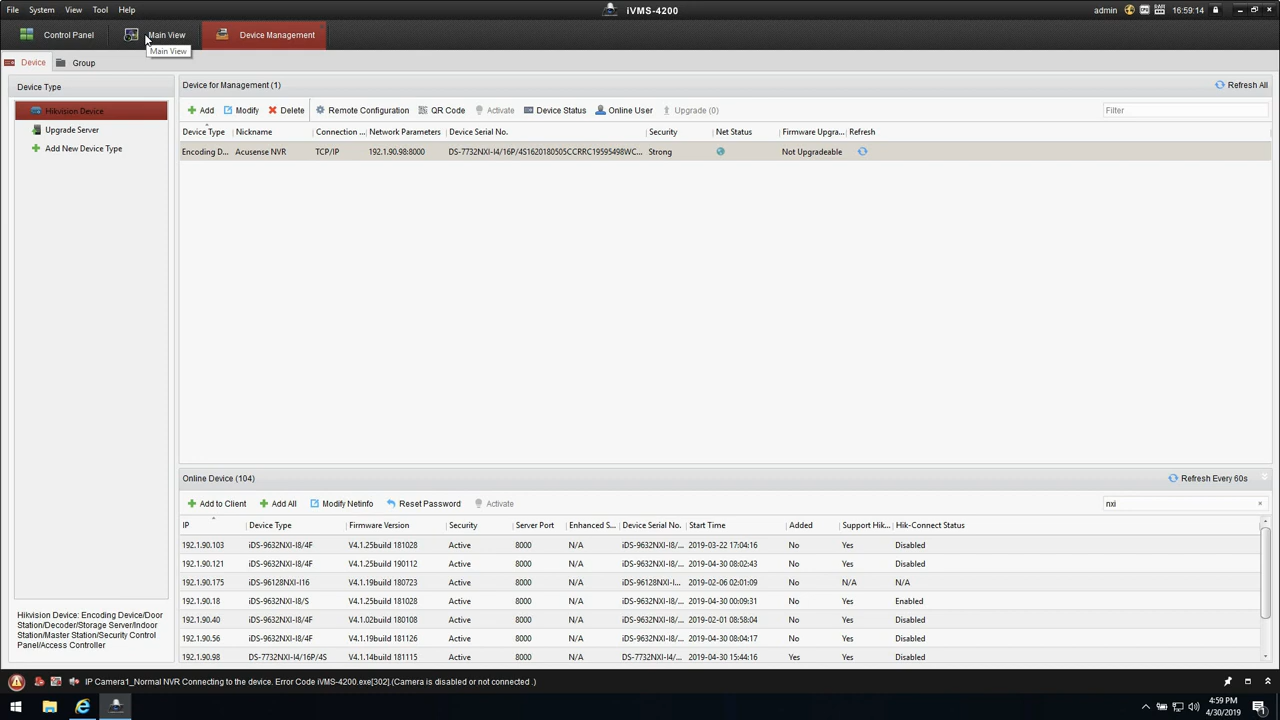 File System View Tool Help iVMS-4200 admin 16:59:14
Control Panel Main View Device Management
Main View
Device Group
Device Type
Hikvision Device
Upgrade Server
Add New Device Type
Hikvision Device: Encoding Device/Door
Station/Decoder/Storage Server/Indoor
Station/Master Station/Security Control
Panel/Access Controller
Device for Management (1) Refresh All
Add Modify Delete Remote Configuration QR Code Activate Device Status Online User Upgrade (0) Filter
Device Type Nickname Connection ... Network Parameters Device Serial No. Security Net Status Firmware Upgra... Refresh
Encoding D... Acusense NVR TCP/IP 192.1.90.98:8000 DS-7732NXI-I4/16P/4S1620180505CCRRC19595498WC... Strong Not Upgradeable
Online Device (104) Refresh Every 60s
Add to Client Add All Modify Netinfo Reset Password Activate nxi
IP Device Type Firmware Version Security Server Port Enhanced S... Device Serial No. Start Time Added Support Hik... Hik-Connect Status
192.1.90.103 iDS-9632NXI-I8/4F V4.1.25build 181028 Active 8000 N/A iDS-9632NXI-I8/... 2019-03-22 17:04:16 No Yes Disabled
192.1.90.121 iDS-9632NXI-I8/4F V4.1.25build 190112 Active 8000 N/A iDS-9632NXI-I8/... 2019-04-30 08:02:43 No Yes Disabled
192.1.90.175 iDS-96128NXI-I16 V4.1.19build 180723 Active 8000 N/A iDS-96128NXI-I... 2019-02-06 02:01:09 No N/A N/A
192.1.90.18 iDS-9632NXI-I8/S V4.1.25build 181028 Active 8000 N/A iDS-9632NXI-I8/... 2019-04-30 00:09:31 No Yes Enabled
192.1.90.40 iDS-9632NXI-I8/4F V4.1.02build 180108 Active 8000 N/A iDS-9632NXI-I8/... 2019-02-01 08:58:04 No Yes Disabled
192.1.90.56 iDS-9632NXI-I8/4F V4.1.19build 181126 Active 8000 N/A iDS-9632NXI-I8/... 2019-04-30 08:04:17 No Yes Disabled
192.1.90.98 DS-7732NXI-I4/16P/4S V4.1.14build 181115 Active 8000 N/A DS-7732NXI-I4/... 2019-04-30 15:44:16 Yes Yes Disabled
IP Camera1_Normal NVR Connecting to the device. Error Code iVMS-4200.exe[302].(Camera is disabled or not connected .)
4:59 PM
4/30/2019